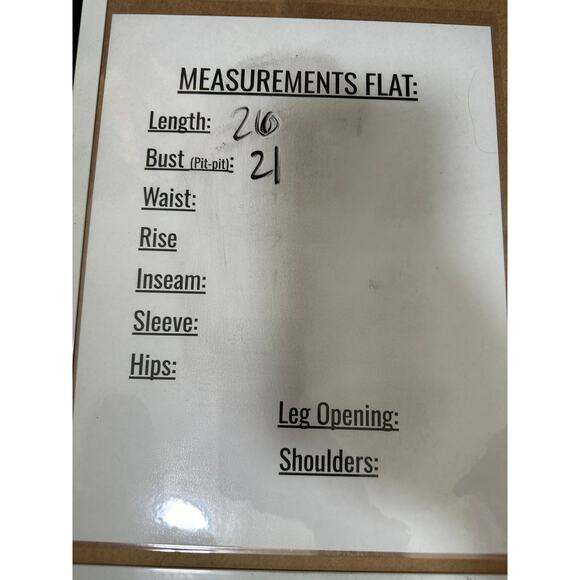 MEASUREMENTS FLAT:
Length: 26
Bust (Pit-pit): 21
Waist:
Rise
Inseam:
Sleeve:
Hips:
Leg Opening:
Shoulders: